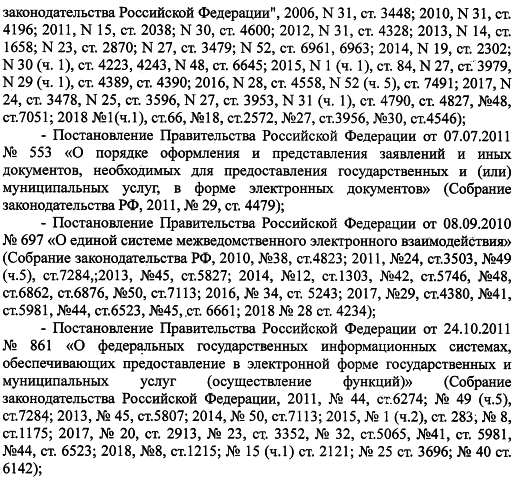 законодательства Российской Федерации", 2006, N 31, ст. 3448; 2010, N 31, ст.
4196; 2011, N 15, ст. 2038; N 30, ст. 4600; 2012, N 31, ст. 4328; 2013, N 14, ст.
1658; N 23, ст. 2870; N 27, ст. 3479; N 52, ст. 6961, 6963; 2014, N 19, ст. 2302;
N 30 (ч. 1), ст. 4223, 4243, N 48, ст. 6645; 2015, N 1 (ч. 1), ст. 84, N 27, ст. 3979,
N 29 (ч. 1), ст. 4389, ст. 4390; 2016, N 28, ст. 4558, N 52 (ч. 5), ст. 7491; 2017, N
24, ст. 3478, N 25, ст. 3596, N 27, ст. 3953, N 31 (ч. 1), ст. 4790, ст. 4827, №48,
ст.7051; 2018 №1(ч.1), ст.66, №18, ст.2572, №27, ст.3956, №30, ст.4546);
- Постановление Правительства Российской Федерации от 07.07.2011
№ 553 «О порядке оформления и представления заявлений и иных
документов, необходимых для предоставления государственных и (или)
муниципальных услуг, в форме электронных документов» (Собрание
законодательства РФ, 2011, № 29, ст. 4479);
- Постановление Правительства Российской Федерации от 08.09.2010
№ 697 «О единой системе межведомственного электронного взаимодействия»
(Собрание законодательства РФ, 2010, №38, ст.4823; 2011, №24, ст.3503, №49
(ч.5), ст.7284,;2013, №45, ст.5827; 2014, №12, ст.1303, №42, ст.5746, №48,
ст.6862, ст.6876, №50, ст.7113; 2016, № 34, ст. 5243; 2017, №29, ст.4380, №41,
ст.5981, №44, ст.6523, №45, ст. 6661; 2018 № 28 ст. 4234);
- Постановление Правительства Российской Федерации от 24.10.2011
№ 861 «О федеральных государственных информационных системах,
обеспечивающих предоставление в электронной форме государственных и
муниципальных услуг (осуществление функций)» (Собрание
законодательства Российской Федерации, 2011, № 44, ст.6274; № 49 (ч.5),
ст.7284; 2013, № 45, ст.5807; 2014, № 50, ст.7113; 2015, № 1 (ч.2), ст. 283; № 8,
ст.1175; 2017, № 20, ст. 2913, № 23, ст. 3352, № 32, ст.5065, №41, ст. 5981,
№44, ст. 6523; 2018, №8, ст.1215; № 15 (ч.1) ст. 2121; № 25 ст. 3696; № 40 ст.
6142);